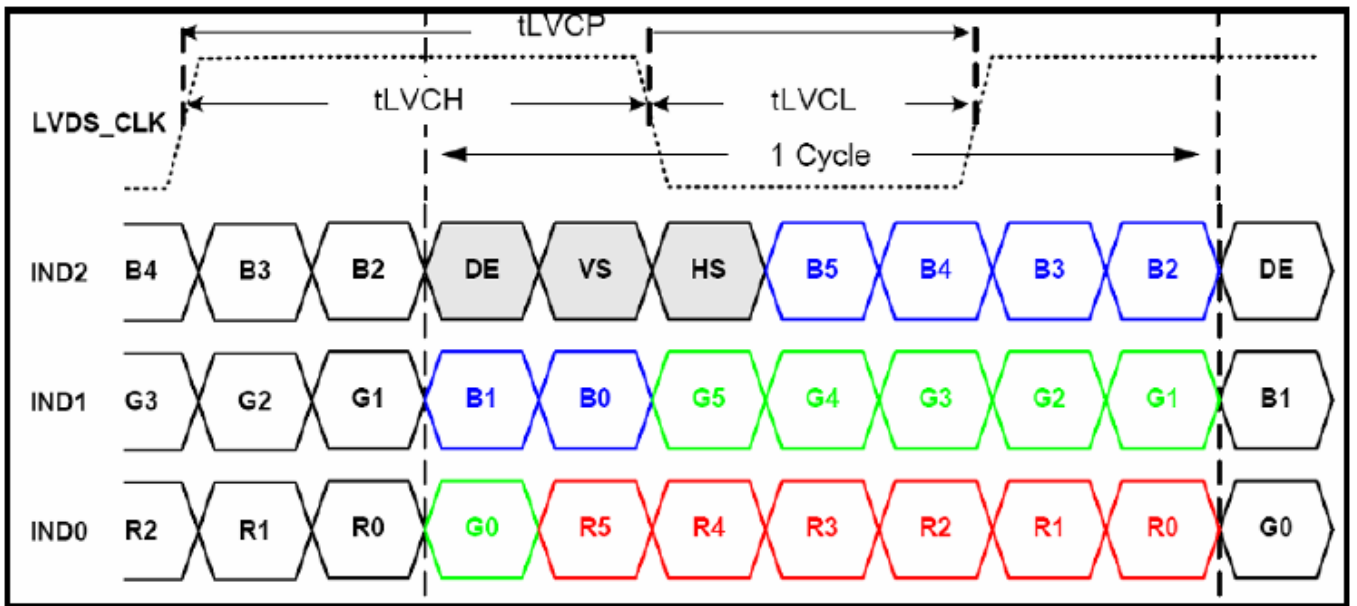 tLVCP
LVDS_CLK tLVCH tLVCL
1 Cycle
IND2 B4 B3 B2 DE VS HS B5 B4 B3 B2 DE
IND1 G3 G2 G1 B1 B0 G5 G4 G3 G2 G1 B1
IND0 R2 R1 R0 G0 R5 R4 R3 R2 R1 R0 G0